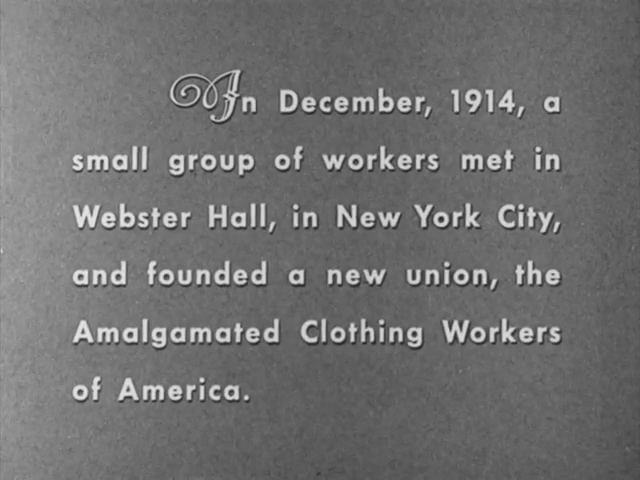 In December, 1914, a
small group of workers met in
Webster Hall, in New York City,
and founded a new union, the
Amalgamated Clothing Workers
of America.